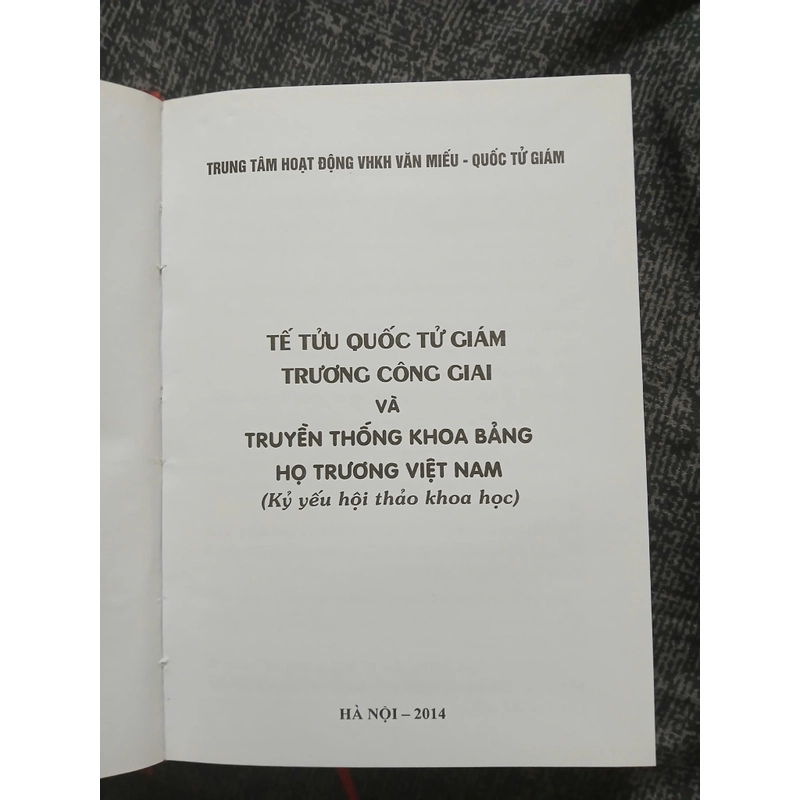 TRUNG TÂM HOẠT ĐỘNG VHKH VĂN MIẾU - QUỐC TỬ GIÁM
TẾ TỬU QUỐC TỬ GIÁM
TRƯƠNG CÔNG GIAI
VÀ
TRUYỀN THỐNG KHOA BẢNG
HỌ TRƯƠNG VIỆT NAM
(Kỷ yếu hội thảo khoa học)
HÀ NỘI – 2014